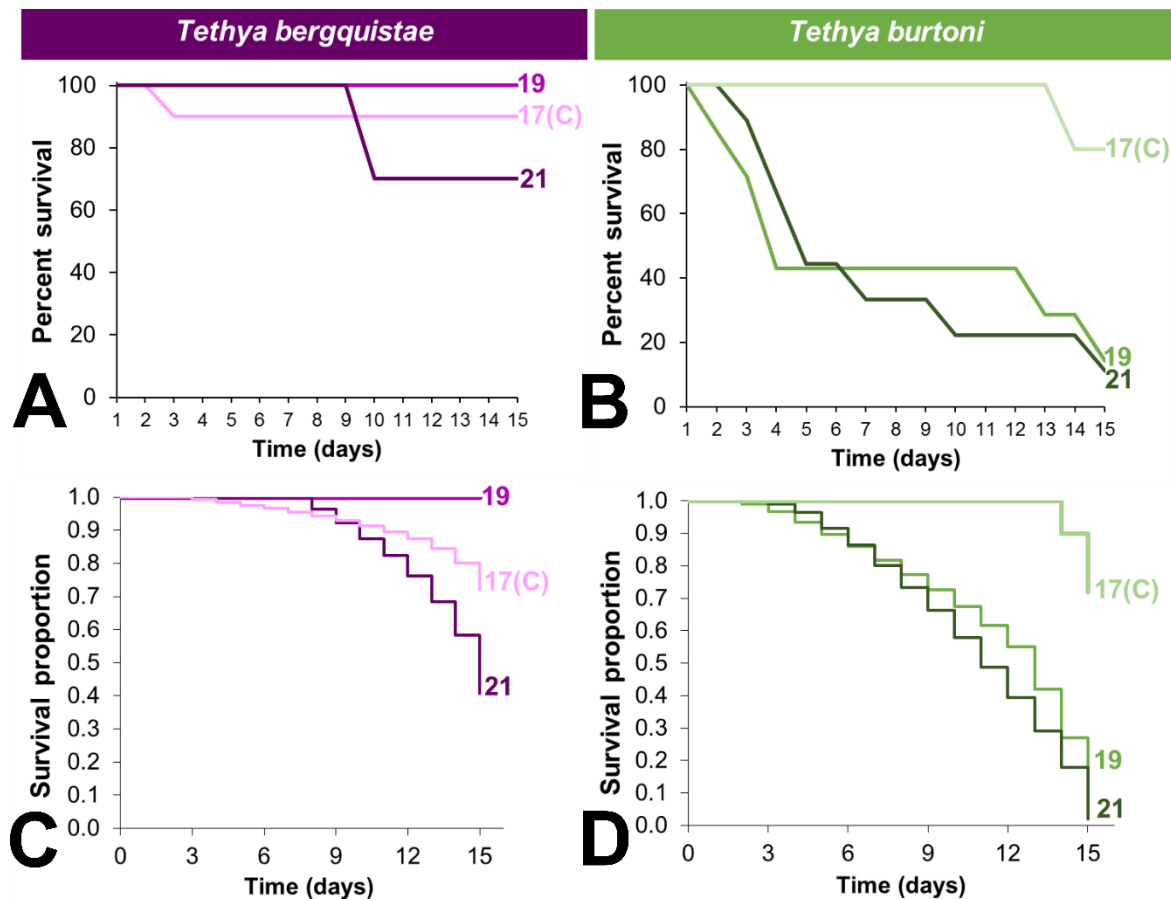 Tethya bergquistae
Tethya burtoni
100
80
60
40
20
0
Percent survival
19
17(C)
21
1 2 3 4 5 6 7 8 9 10 11 12 13 14 15
Time (days)
A
100
80
60
40
20
0
Percent survival
17(C)
19
21
1 2 3 4 5 6 7 8 9 10 11 12 13 14 15
Time (days)
B
1.0
0.9
0.8
0.7
0.6
0.5
0.4
0.3
0.2
0.1
0.0
Survival proportion
19
17(C)
21
0 3 6 9 12 15
Time (days)
C
1.0
0.9
0.8
0.7
0.6
0.5
0.4
0.3
0.2
0.1
0.0
Survival proportion
17(C)
19
21
0 3 6 9 12 15
Time (days)
D